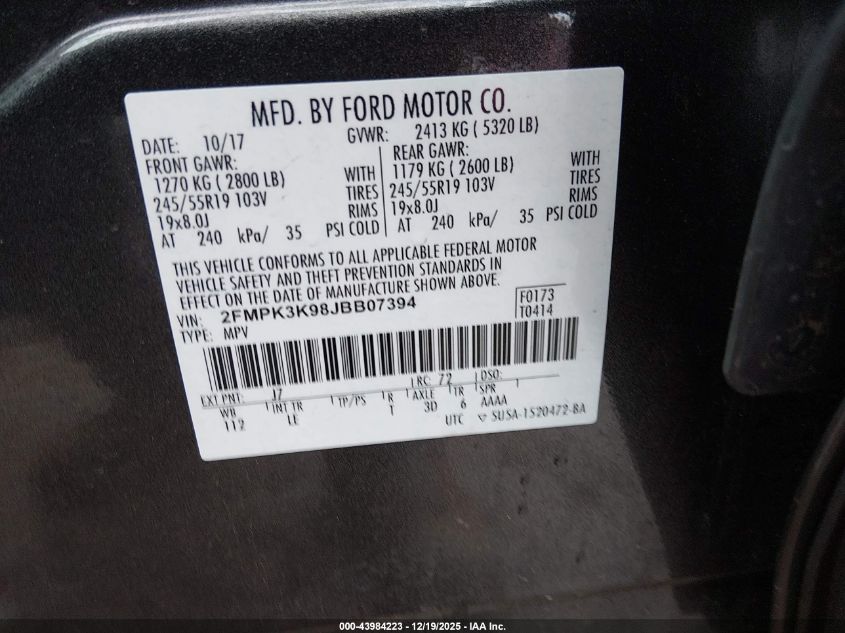 MFD. BY FORD MOTOR CO.
DATE: 10/17 GVWR: 2413 KG ( 5320 LB)
FRONT GAWR: REAR GAWR:
1270 KG ( 2800 LB) WITH 1179 KG ( 2600 LB) WITH
245/55R19 103V TIRES 245/55R19 103V TIRES
19x8.0J RIMS 19x8.0J RIMS
AT 240 kPa/ 35 PSI COLD AT 240 kPa/ 35 PSI COLD
THIS VEHICLE CONFORMS TO ALL APPLICABLE FEDERAL MOTOR
VEHICLE SAFETY AND THEFT PREVENTION STANDARDS IN
EFFECT ON THE DATE OF MANUFACTURE SHOWN ABOVE.
VIN: 2FMPK3K98JBB07394 F0173
TYPE: MPV T0414
EXT PNT: J7 RC: 72 DSO:
WB INT TR TP/PS R AXLE TR SPR
112 LE 1 3D 6 AAAA
UTC SUSA-1520472-BA
000-43984223 - 12/19/2025 - IAA Inc.